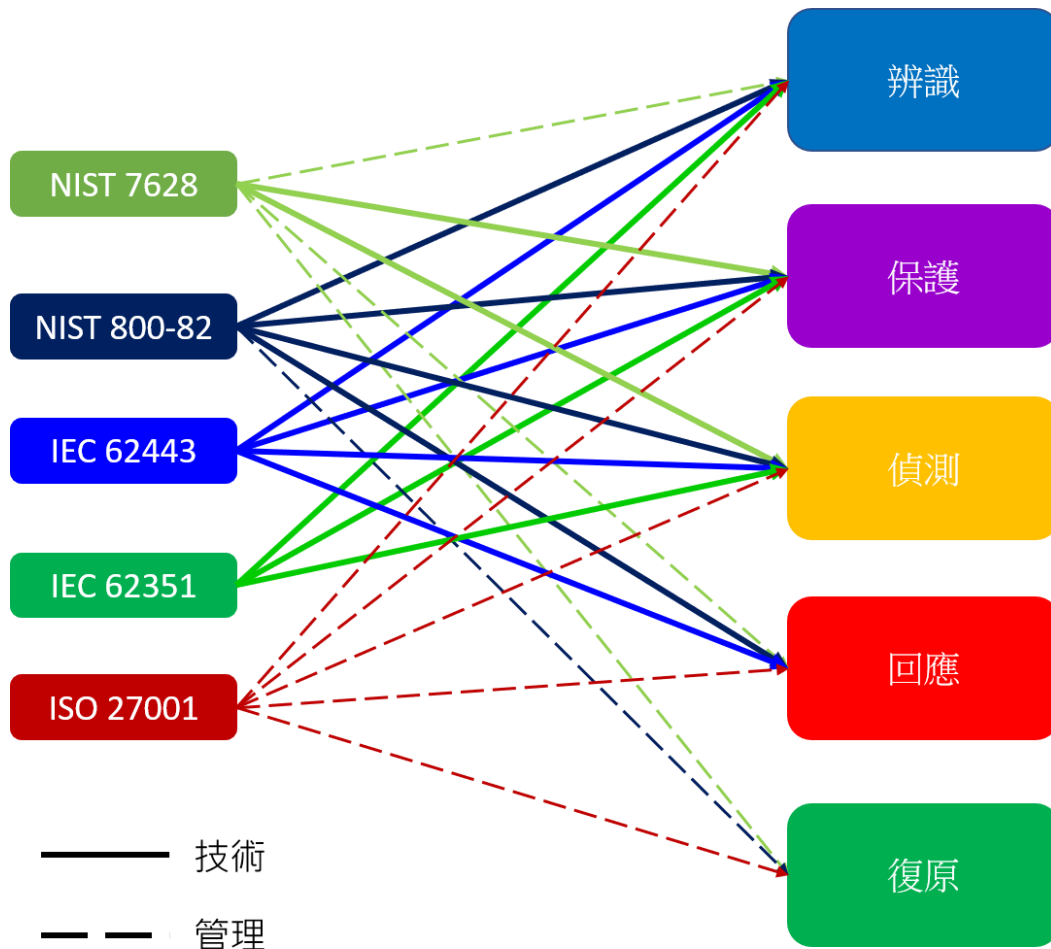 NIST 7628
NIST 800-82
IEC 62443
IEC 62351
ISO 27001
辨識
保護
偵測
回應
復原
技術
管理